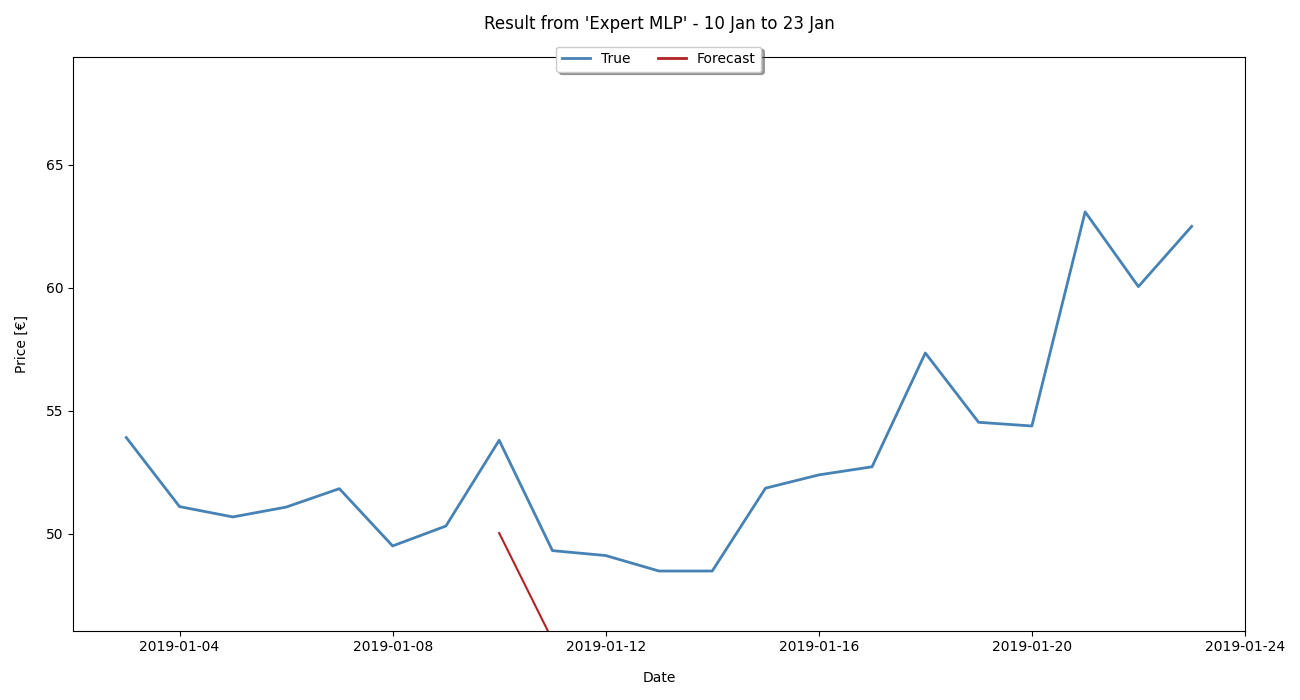 Result from 'Expert MLP' - 10 Jan to 23 Jan
True Forecast
65
60
55
50
Price [€]
2019-01-04 2019-01-08 2019-01-12 2019-01-16 2019-01-20 2019-01-24
Date